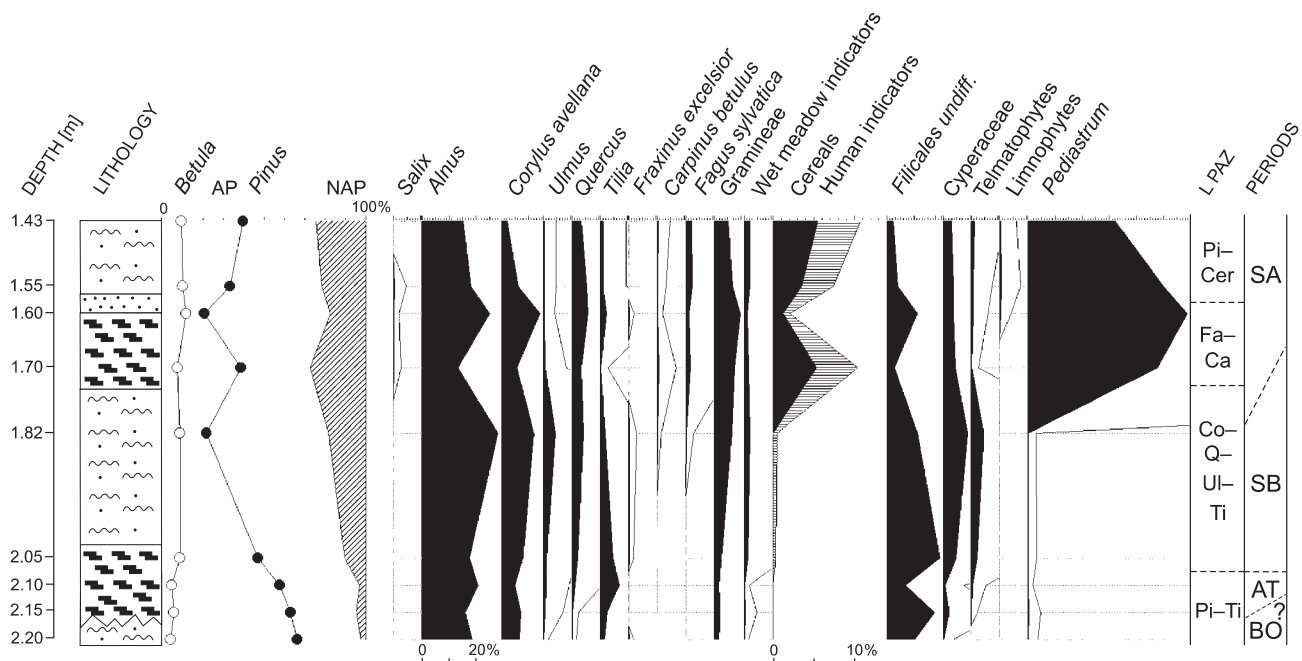 DEPTH [m]
LITHOLOGY
Betula
AP
Pinus
NAP
Salix
Alnus
Corylus avellana
Ulmus
Quercus
Tilia
Fraxinus excelsior
Carpinus betulus
Fagus sylvatica
Gramineae
Wet meadow indicators
Cereals
Human indicators
Filicales undiff.
Cyperaceae
Telmatophytes
Limnophytes
Pediastrum
L PAZ
PERIODS
0
100%
1.43
1.55
1.60
1.70
1.82
2.05
2.10
2.15
2.20
Pi–
Cer
Fa–
Ca
Co–
Q–
Ul–
Ti
Pi–Ti
SA
SB
AT
?
BO
0
20%
0
10%